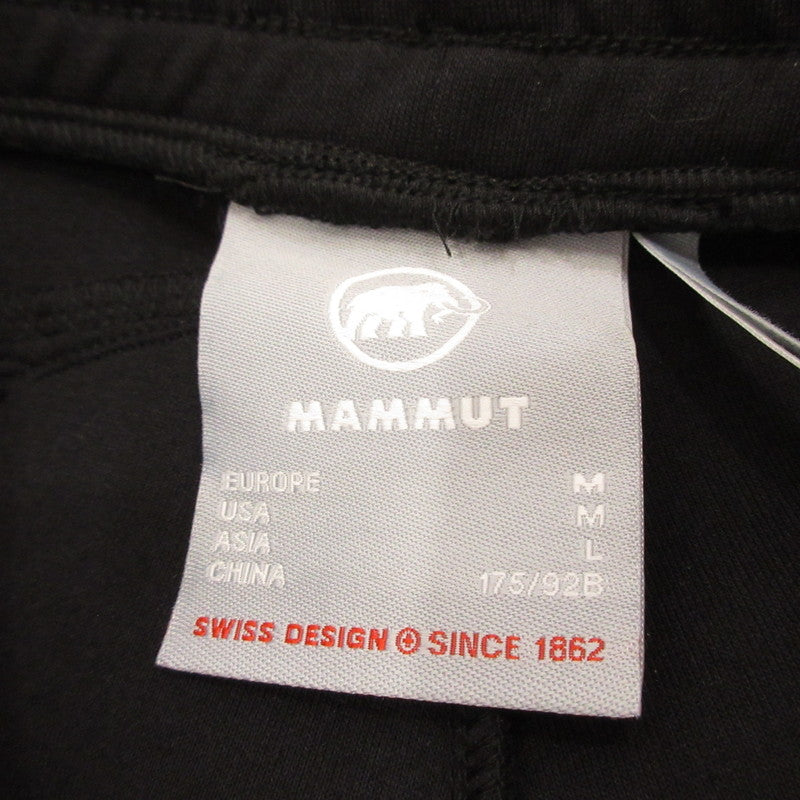 MAMMUT
EUROPE M
USA M
ASIA L
CHINA 175/92B
SWISS DESIGN SINCE 1862